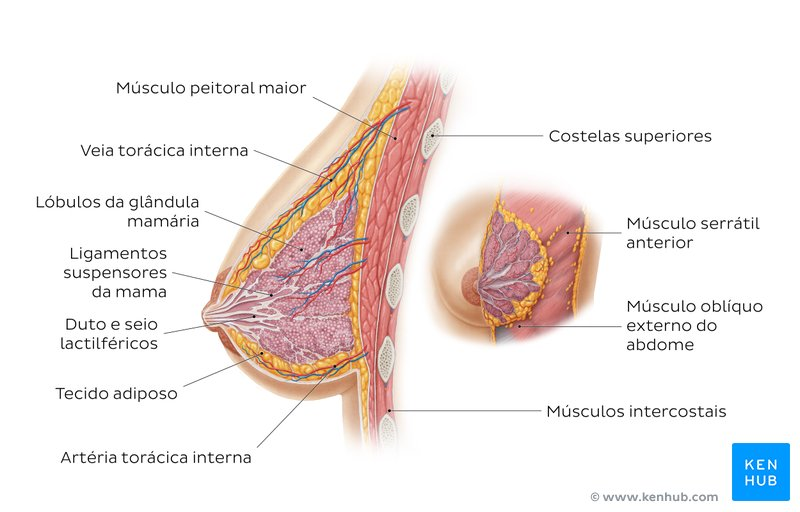 Músculo peitoral maior
Veia torácica interna
Lóbulos da glândula
mamária
Ligamentos
suspensores
da mama
Duto e seio
lactilféricos
Tecido adiposo
Artéria torácica interna
Costelas superiores
Músculo serrátil
anterior
Músculo oblíquo
externo do
abdome
Músculos intercostais
KEN
HUB
© www.kenhub.com